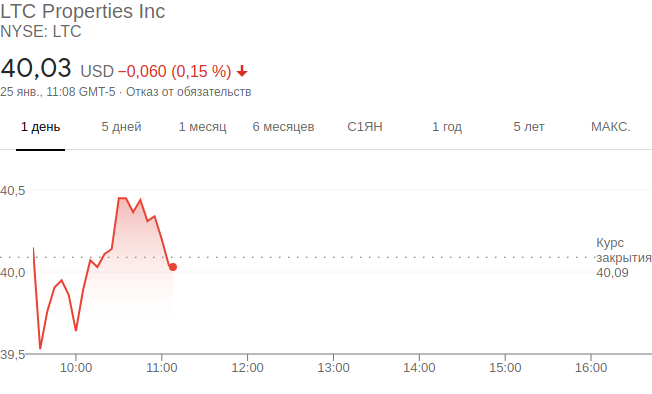 LTC Properties Inc
NYSE: LTC
40,03 USD −0,060 (0,15 %)
25 янв., 11:08 GMT-5 · Отказ от обязательств
1 день 5 дней 1 месяц 6 месяцев С1ЯН 1 год 5 лет МАКС.
40,5
Курс
закрытия
40,0 40,09
39,5
10:00 11:00 12:00 13:00 14:00 15:00 16:00